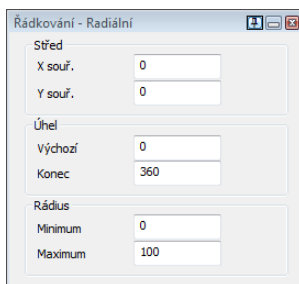 Řádkování - Radiální
Střed
X souř. 0
Y souř. 0
Úhel
Výchozí 0
Konec 360
Rádius
Minimum 0
Maximum 100